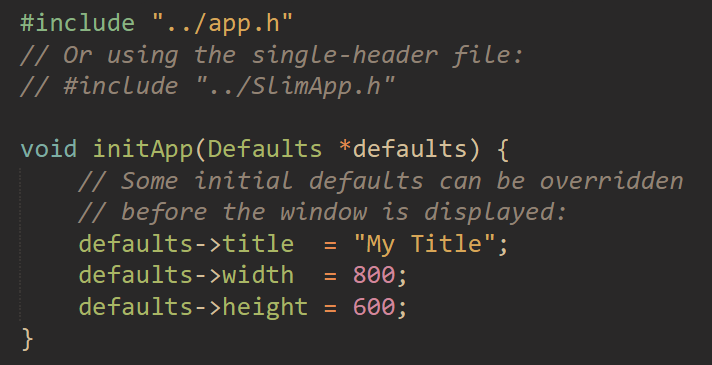 #include "../app.h"
// Or using the single-header file:
// #include "../SlimApp.h"

void initApp(Defaults *defaults) {
    // Some initial defaults can be overridden
    // before the window is displayed:
    defaults->title  = "My Title";
    defaults->width  = 800;
    defaults->height = 600;
}